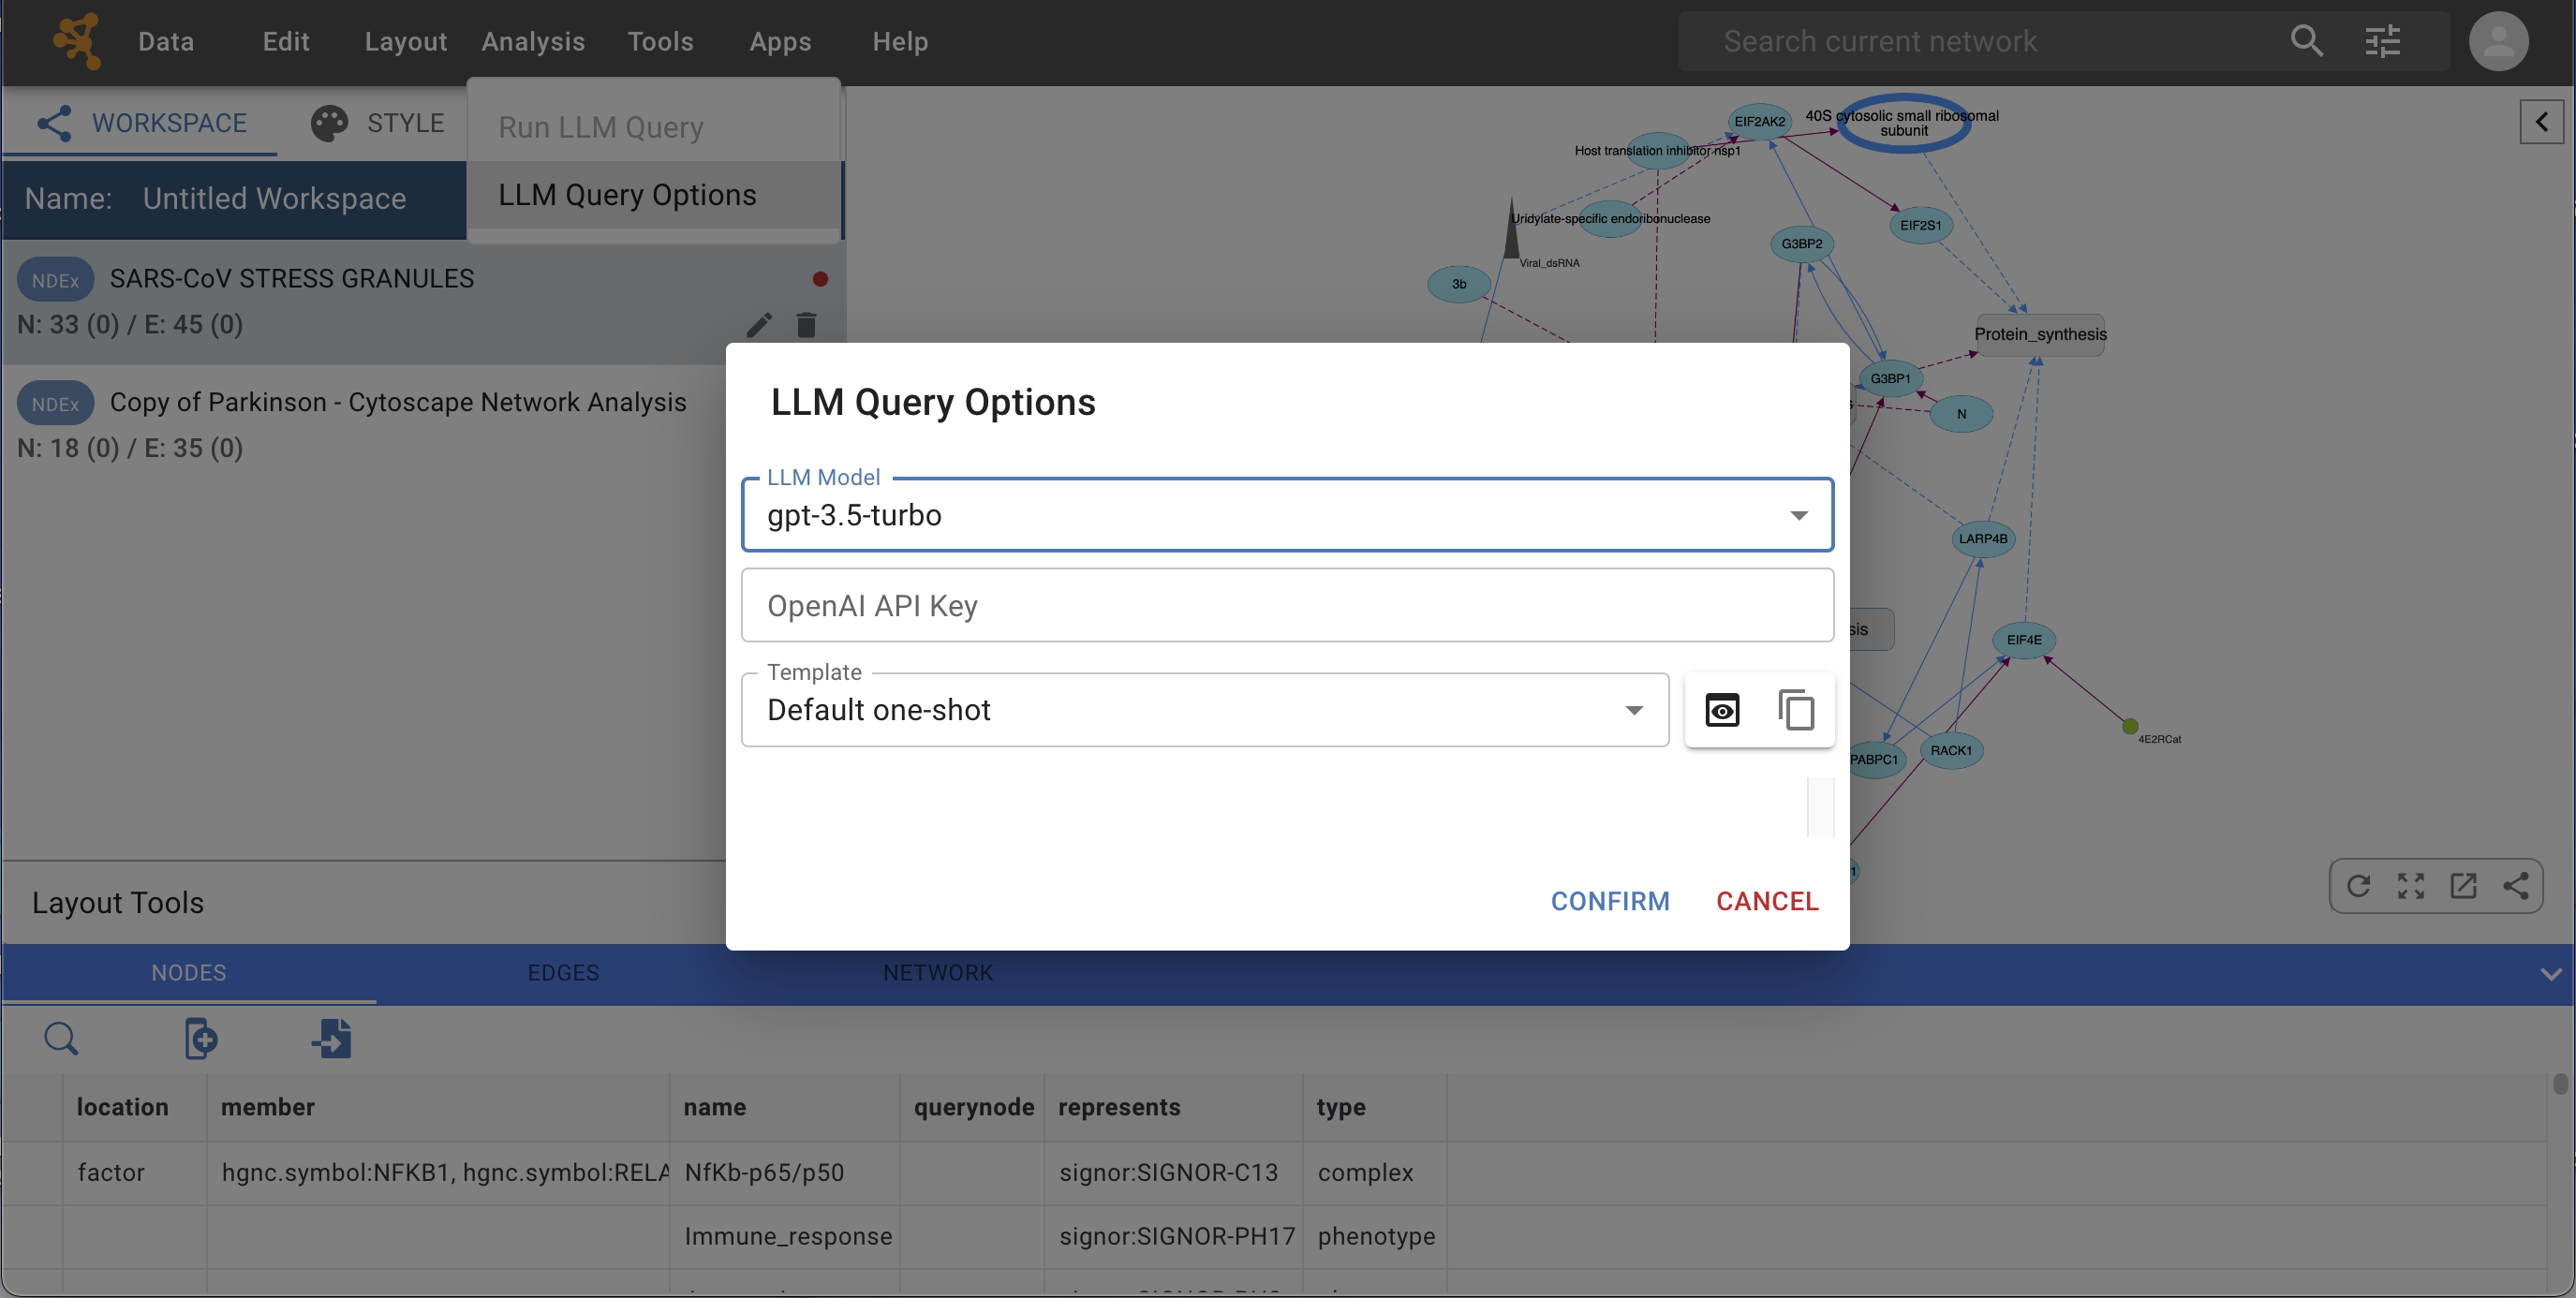 Data Edit Layout Analysis Tools Apps Help Search current network
WORKSPACE STYLE
Run LLM Query
LLM Query Options
Name: Untitled Workspace
NDEx SARS-CoV STRESS GRANULES
N: 33 (0) / E: 45 (0)
NDEx Copy of Parkinson - Cytoscape Network Analysis
N: 18 (0) / E: 35 (0)
EIF2AK2
40S cytosolic small ribosomal
subunit
Host translation inhibitor nsp1
Uridylate-specific endoribonuclease
EIF2S1
G3BP2
Viral_dsRNA
3b
Protein_synthesis
G3BP1
N
LARP4B
sis
EIF4E
4E2RCat
PABPC1
RACK1
1
LLM Query Options
LLM Model
gpt-3.5-turbo
OpenAI API Key
Template
Default one-shot
CONFIRM CANCEL
Layout Tools
NODES EDGES NETWORK
location member name querynode represents type
factor hgnc.symbol:NFKB1, hgnc.symbol:RELA NfKb-p65/p50 signor:SIGNOR-C13 complex
Immune_response signor:SIGNOR-PH17 phenotype